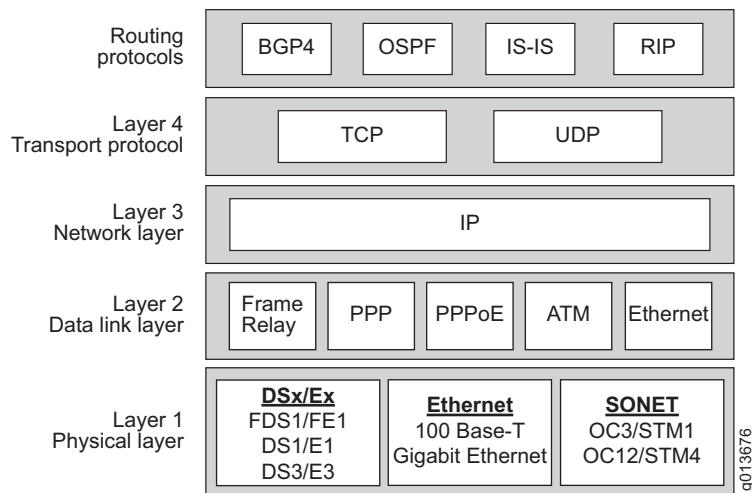 Routing
protocols
BGP4
OSPF
IS-IS
RIP
Layer 4
Transport protocol
TCP
UDP
Layer 3
Network layer
IP
Layer 2
Data link layer
Frame
Relay
PPP
PPPoE
ATM
Ethernet
Layer 1
Physical layer
DSx/Ex
FDS1/FE1
DS1/E1
DS3/E3
Ethernet
100 Base-T
Gigabit Ethernet
SONET
OC3/STM1
OC12/STM4
g013676